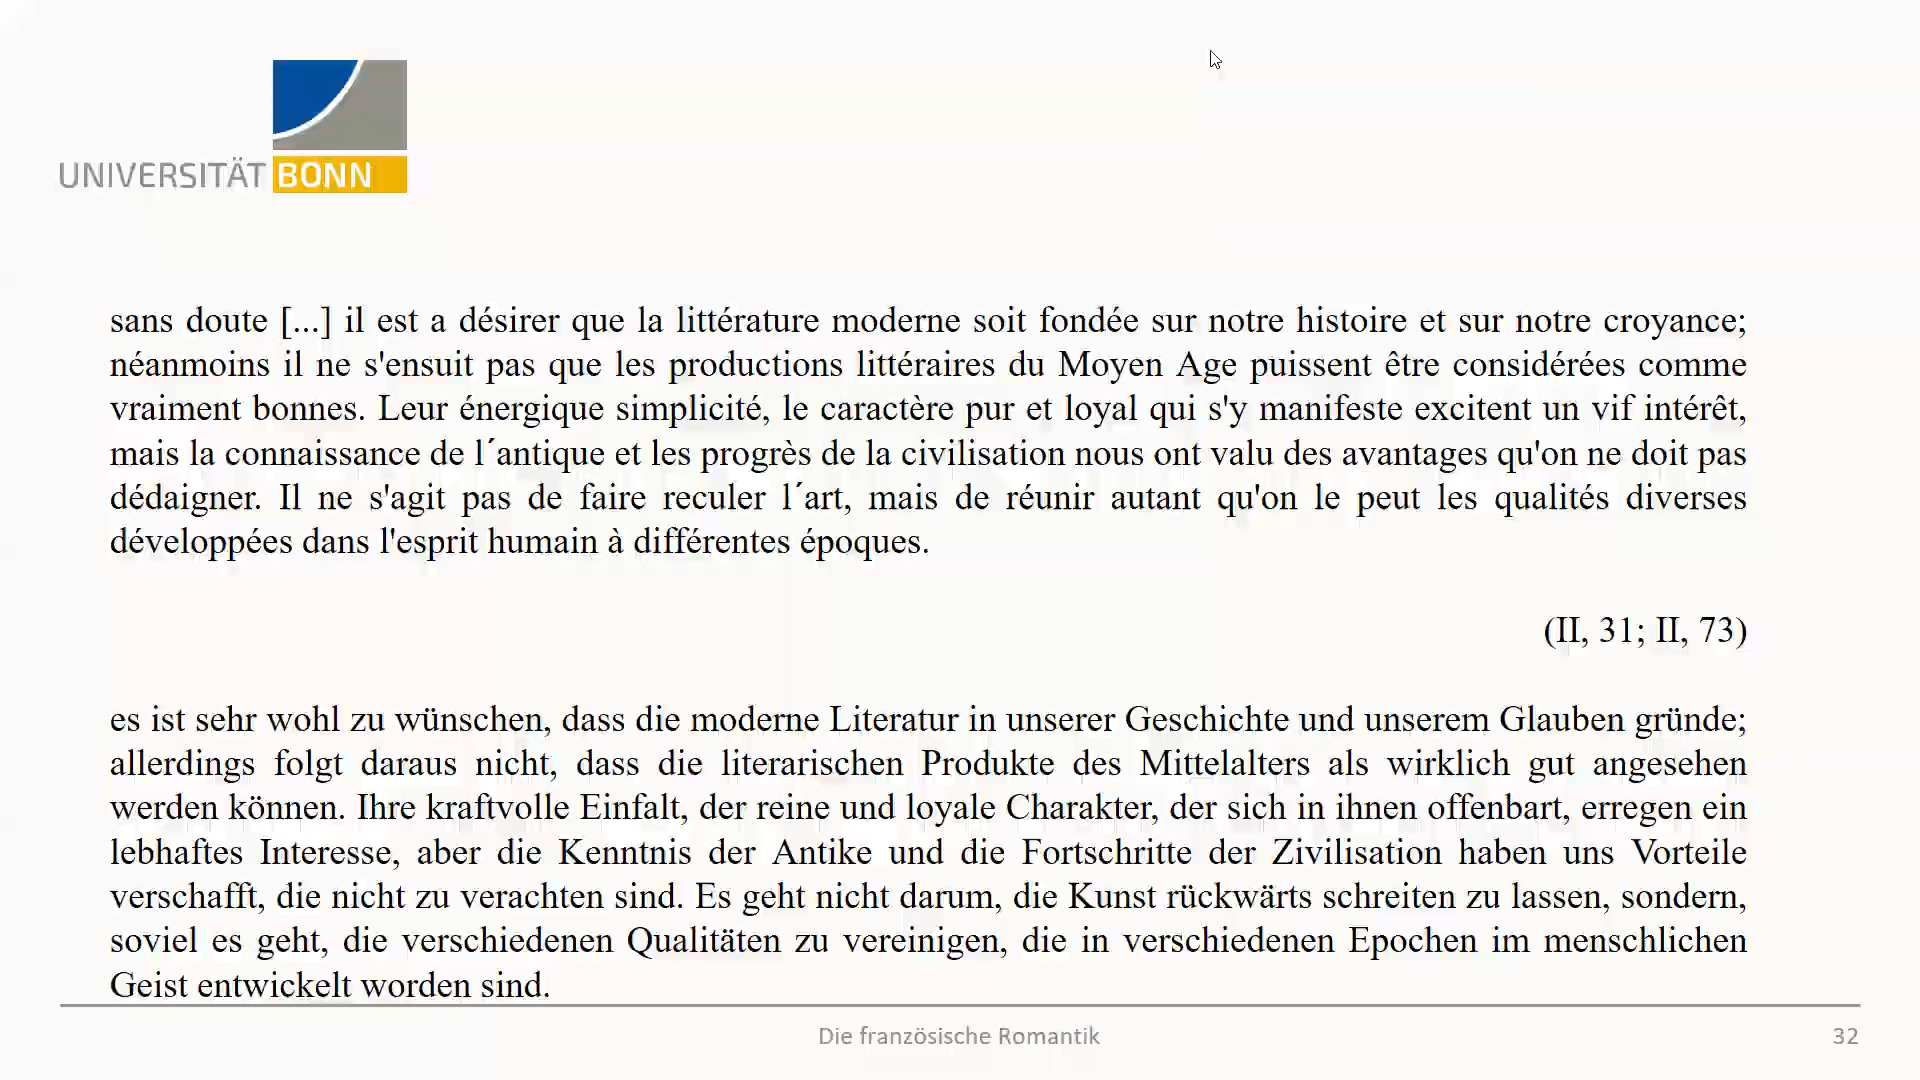 UNIVERSITÄT BONN
sans doute [...] il est a désirer que la littérature moderne soit fondée sur notre histoire et sur notre croyance;
néanmoins il ne s'ensuit pas que les productions littéraires du Moyen Age puissent être considérées comme
vraiment bonnes. Leur énergique simplicité, le caractère pur et loyal qui s'y manifeste excitent un vif intérêt,
mais la connaissance de l´antique et les progrès de la civilisation nous ont valu des avantages qu'on ne doit pas
dédaigner. Il ne s'agit pas de faire reculer l´art, mais de réunir autant qu'on le peut les qualités diverses
développées dans l'esprit humain à différentes époques.
(II, 31; II, 73)
es ist sehr wohl zu wünschen, dass die moderne Literatur in unserer Geschichte und unserem Glauben gründe;
allerdings folgt daraus nicht, dass die literarischen Produkte des Mittelalters als wirklich gut angesehen
werden können. Ihre kraftvolle Einfalt, der reine und loyale Charakter, der sich in ihnen offenbart, erregen ein
lebhaftes Interesse, aber die Kenntnis der Antike und die Fortschritte der Zivilisation haben uns Vorteile
verschafft, die nicht zu verachten sind. Es geht nicht darum, die Kunst rückwärts schreiten zu lassen, sondern,
soviel es geht, die verschiedenen Qualitäten zu vereinigen, die in verschiedenen Epochen im menschlichen
Geist entwickelt worden sind.
Die französische Romantik
32